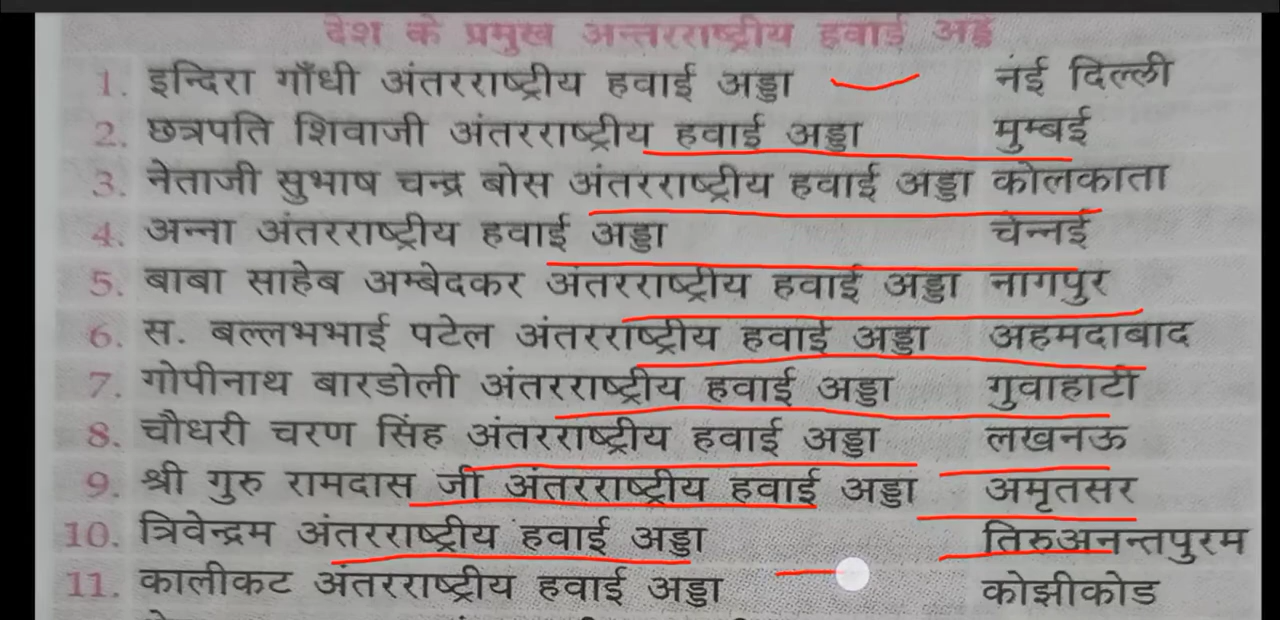 देश के प्रमुख अन्तरराष्ट्रीय हवाई अड्डे
1. इन्दिरा गाँधी अंतरराष्ट्रीय हवाई अड्डा नई दिल्ली
2. छत्रपति शिवाजी अंतरराष्ट्रीय हवाई अड्डा मुम्बई
3. नेताजी सुभाष चन्द्र बोस अंतरराष्ट्रीय हवाई अड्डा कोलकाता
4. अन्ना अंतरराष्ट्रीय हवाई अड्डा चेन्नई
5. बाबा साहेब अम्बेदकर अंतरराष्ट्रीय हवाई अड्डा नागपुर
6. स. बल्लभभाई पटेल अंतरराष्ट्रीय हवाई अड्डा अहमदाबाद
7. गोपीनाथ बारडोली अंतरराष्ट्रीय हवाई अड्डा गुवाहाटी
8. चौधरी चरण सिंह अंतरराष्ट्रीय हवाई अड्डा लखनऊ
9. श्री गुरु रामदास जी अंतरराष्ट्रीय हवाई अड्डा अमृतसर
10. त्रिवेन्द्रम अंतरराष्ट्रीय हवाई अड्डा तिरुअनन्तपुरम
11. कालीकट अंतरराष्ट्रीय हवाई अड्डा कोझीकोड